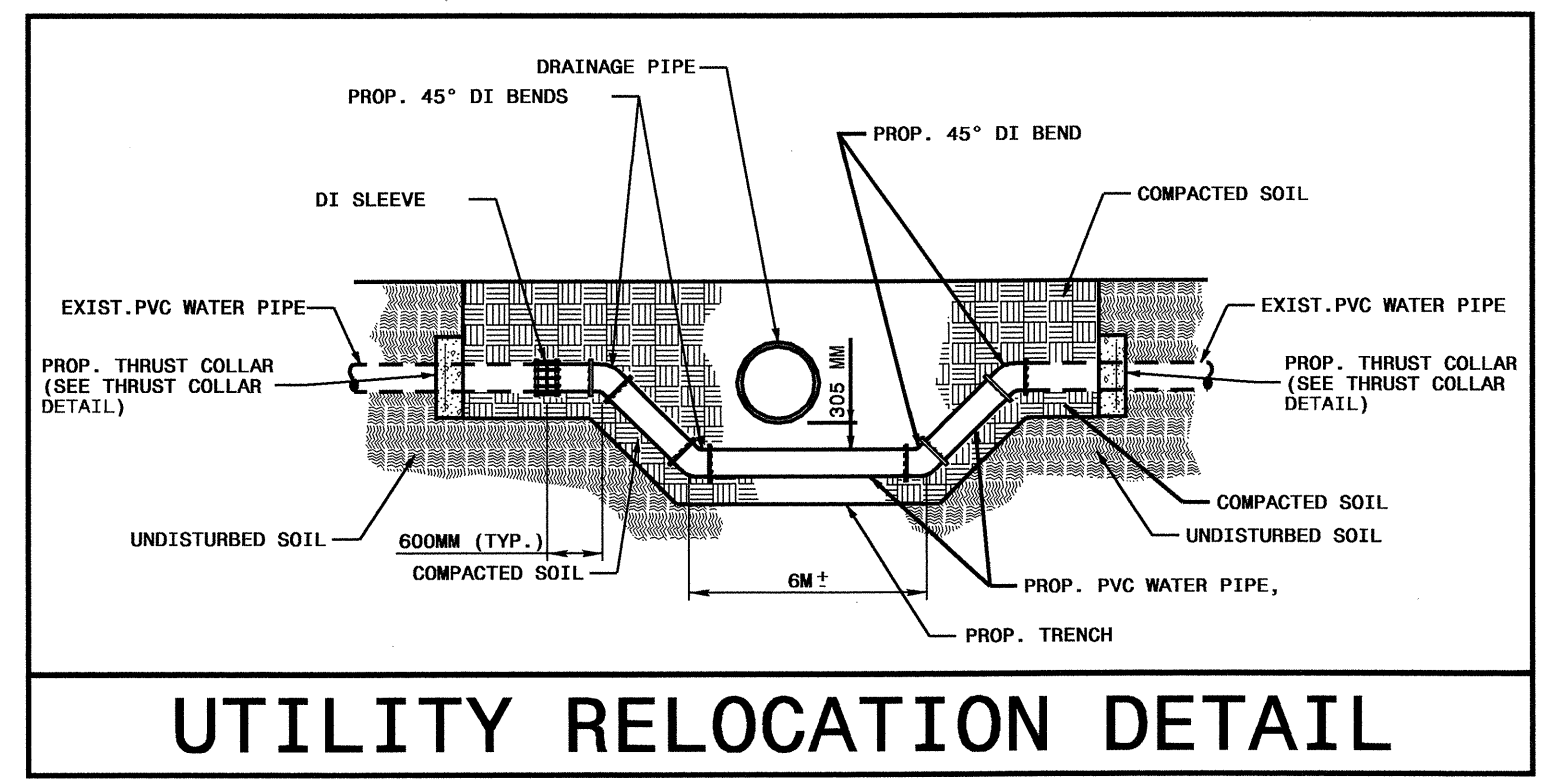 DRAINAGE PIPE
PROP. 45° DI BENDS
PROP. 45° DI BEND
DI SLEEVE
COMPACTED SOIL
EXIST.PVC WATER PIPE
EXIST.PVC WATER PIPE
PROP. THRUST COLLAR
(SEE THRUST COLLAR
DETAIL)
305 MM
PROP. THRUST COLLAR
(SEE THRUST COLLAR
DETAIL)
COMPACTED SOIL
UNDISTURBED SOIL
UNDISTURBED SOIL
600MM (TYP.)
COMPACTED SOIL
6M±
PROP. PVC WATER PIPE,
PROP. TRENCH
UTILITY RELOCATION DETAIL